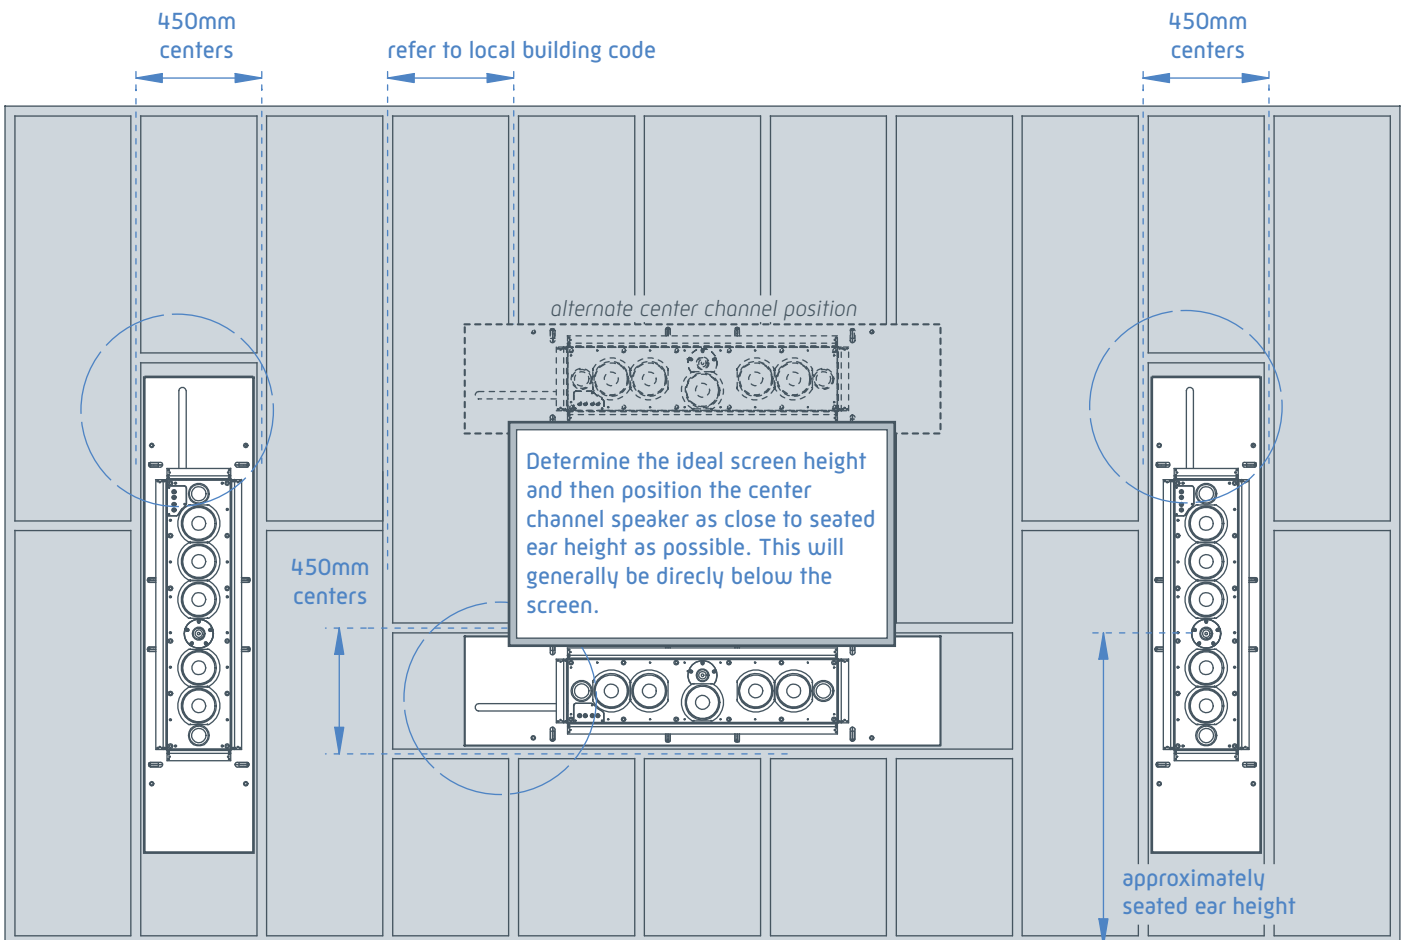 450mm
centers
refer to local building code
450mm
centers
alternate center channel position
Determine the ideal screen height
and then position the center
channel speaker as close to seated
ear height as possible. This will
generally be direcly below the
screen.
450mm
centers
approximately
seated ear height